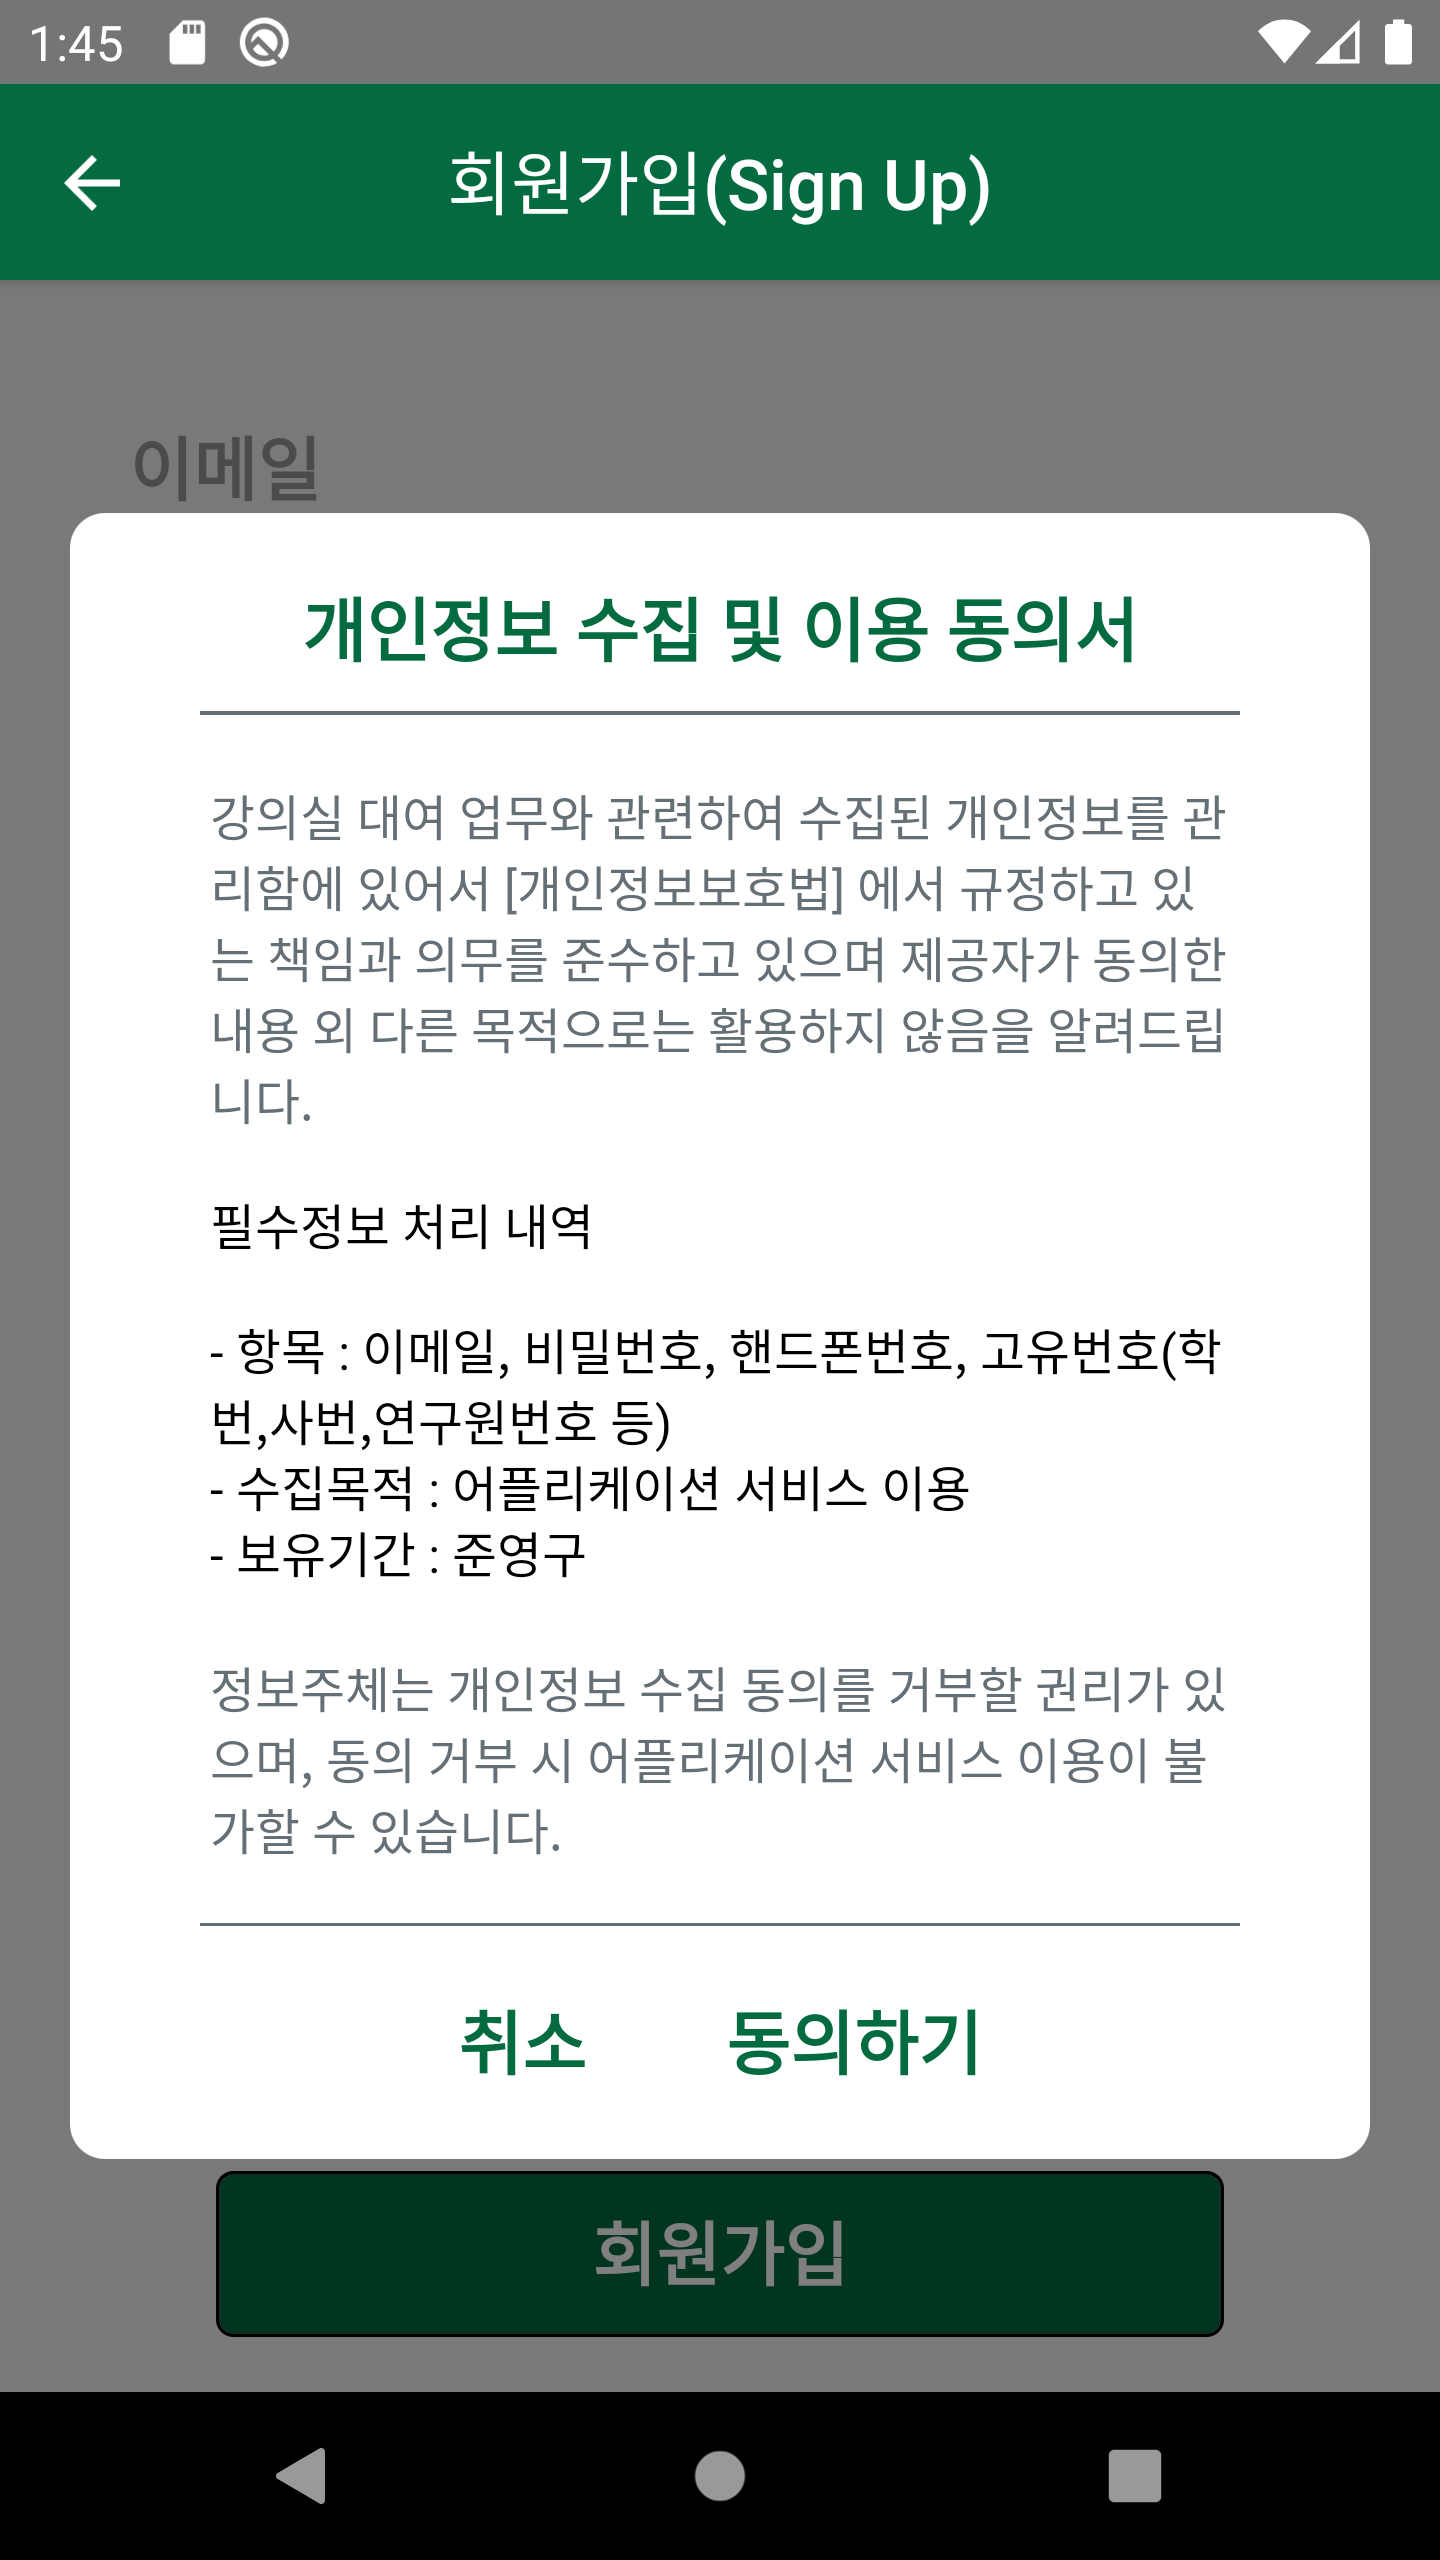 1:45
회원가입(Sign Up)
이메일
개인정보 수집 및 이용 동의서
강의실 대여 업무와 관련하여 수집된 개인정보를 관
리함에 있어서 [개인정보보호법] 에서 규정하고 있
는 책임과 의무를 준수하고 있으며 제공자가 동의한
내용 외 다른 목적으로는 활용하지 않음을 알려드립
니다.
필수정보 처리 내역
- 항목 : 이메일, 비밀번호, 핸드폰번호, 고유번호(학
번,사번,연구원번호 등)
- 수집목적 : 어플리케이션 서비스 이용
- 보유기간 : 준영구
정보주체는 개인정보 수집 동의를 거부할 권리가 있
으며, 동의 거부 시 어플리케이션 서비스 이용이 불
가할 수 있습니다.
취소 동의하기
회원가입